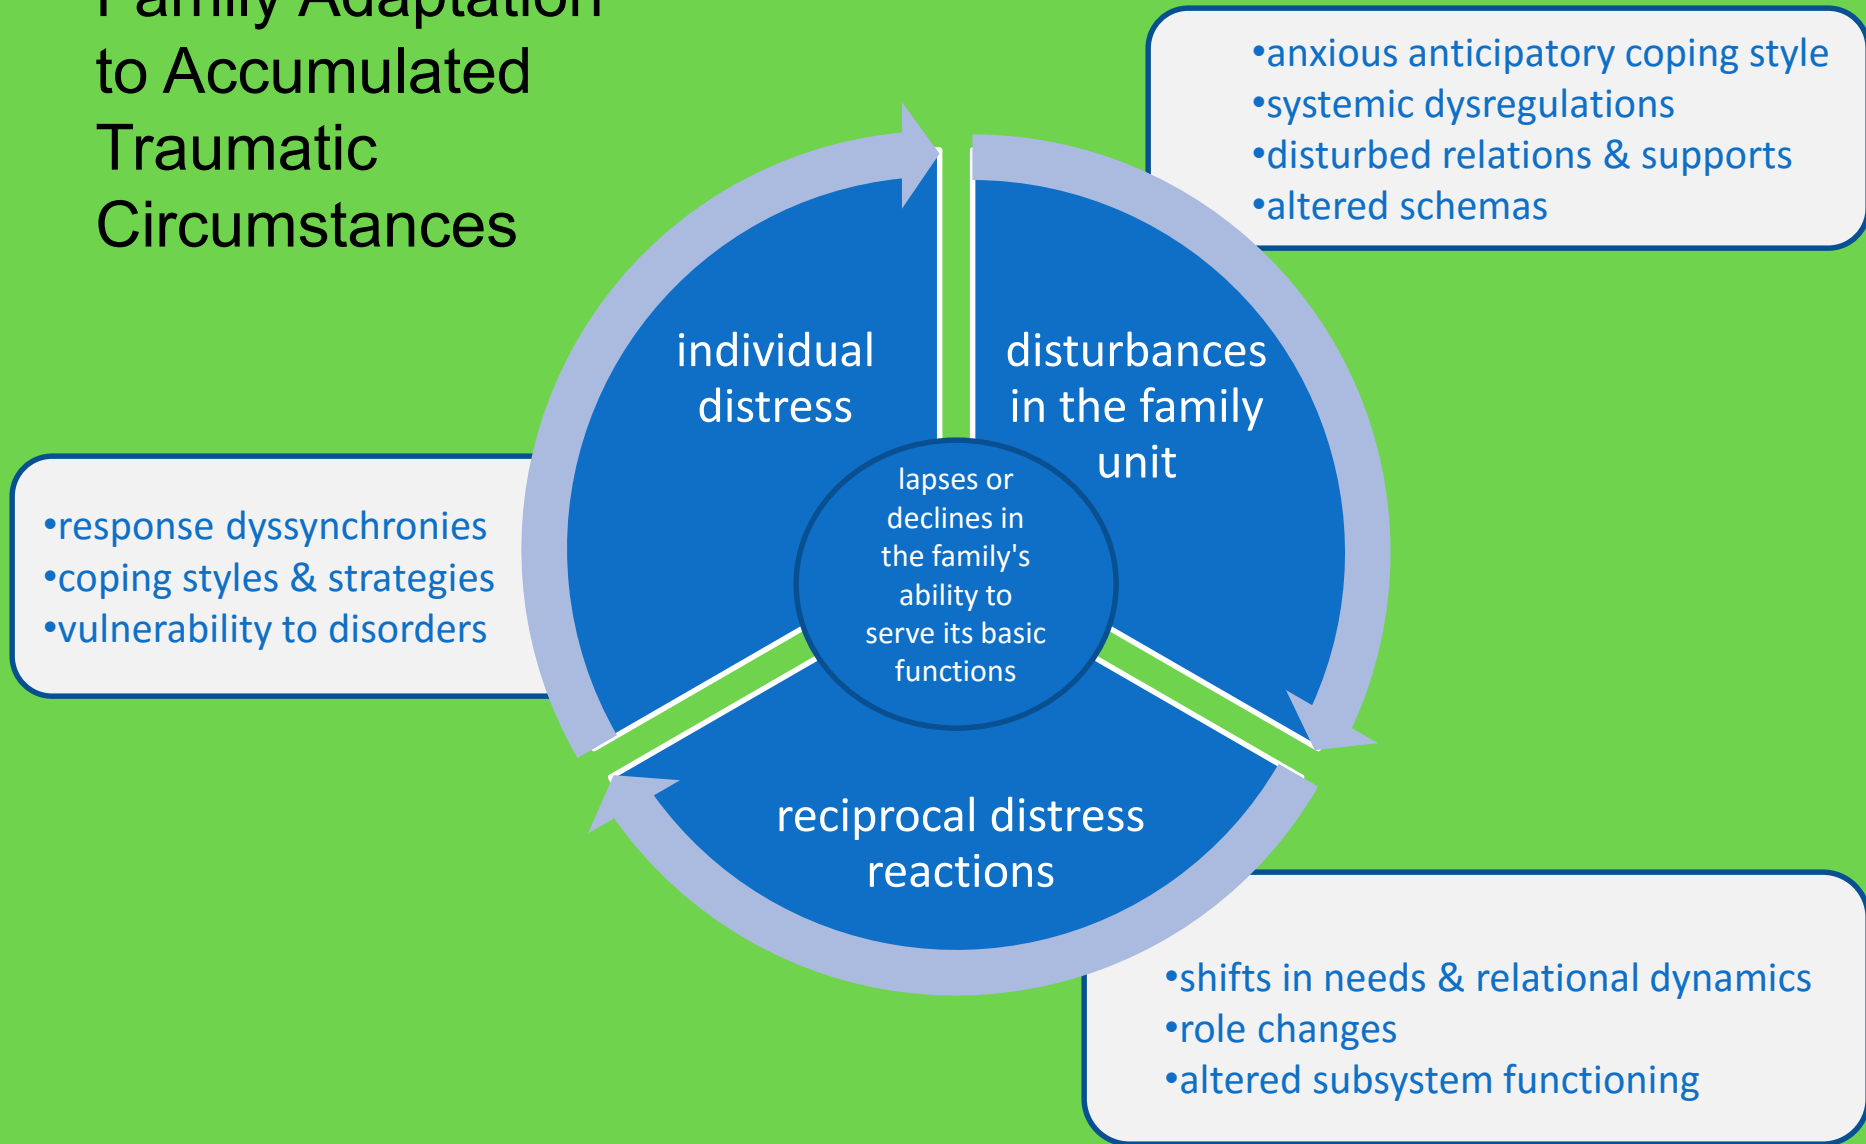 Family Adaptation
to Accumulated
Traumatic
Circumstances
•anxious anticipatory coping style
•systemic dysregulations
•disturbed relations & supports
•altered schemas
individual
distress
disturbances
in the family
unit
lapses or
declines in
the family's
ability to
serve its basic
functions
•response dyssynchronies
•coping styles & strategies
•vulnerability to disorders
reciprocal distress
reactions
•shifts in needs & relational dynamics
•role changes
•altered subsystem functioning